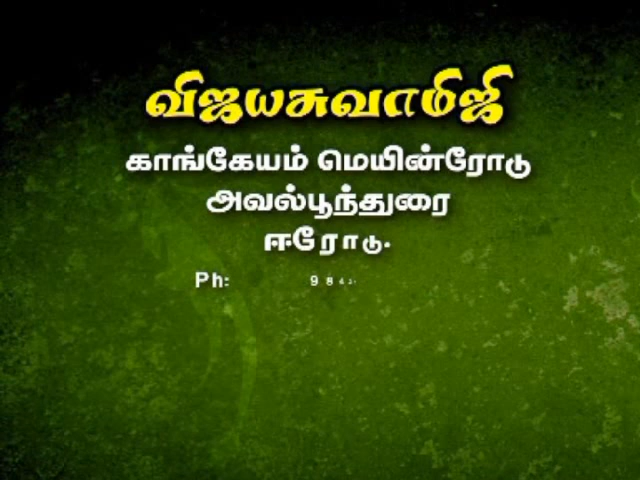 விஜயசுவாமிஜி
காங்கேயம் மெயின்ரோடு
அவல்பூந்துரை
ஈரோடு.
Ph: